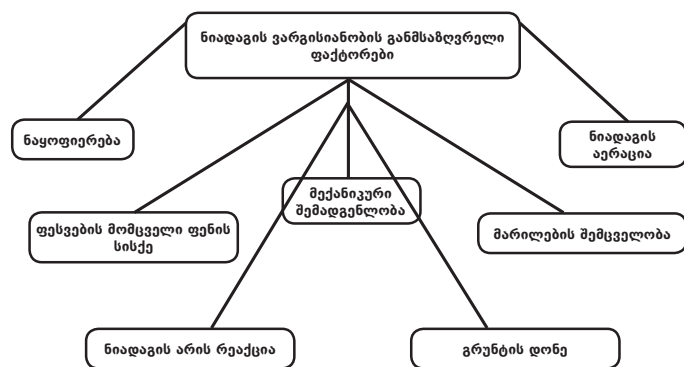 ნიადაგის ვარგისიანობის განმსაზღვრელი
ფაქტორები
ნაყოფიერება
ნიადაგის
აერაცია
მექანიკური
შემადგენლობა
ფესვების მომცველი ფენის
სისქე
მარილების შემცველობა
ნიადაგის არის რეაქცია
გრუნტის დონე